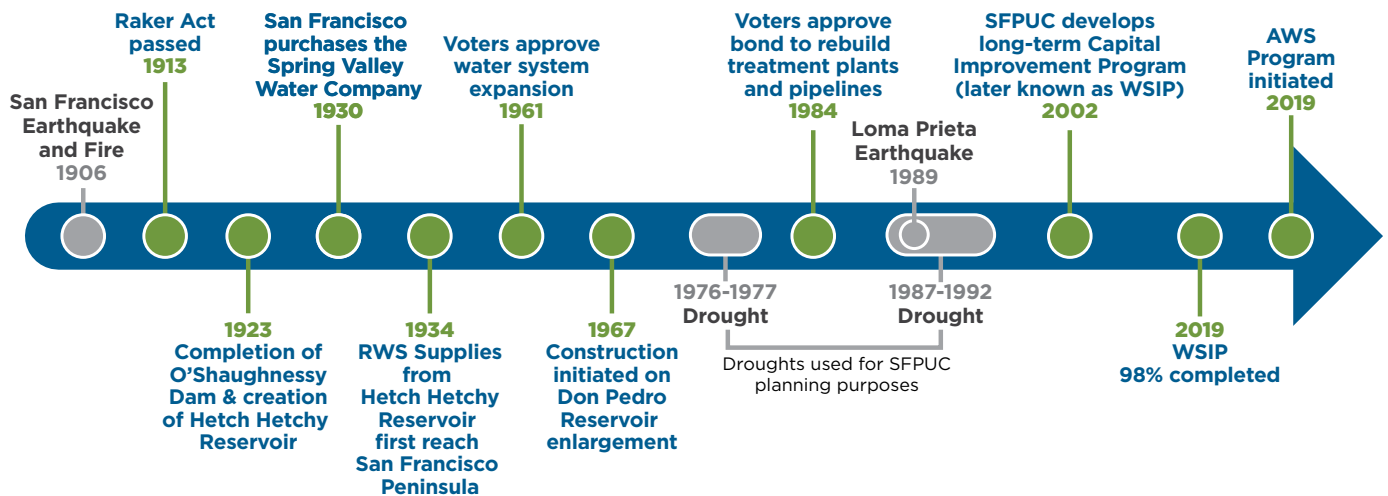 San Francisco
Earthquake
and Fire
1906
Raker Act
passed
1913
1923
Completion of
O'Shaughnessy
Dam & creation
of Hetch Hetchy
Reservoir
San Francisco
purchases the
Spring Valley
Water Company
1930
1934
RWS Supplies
from
Hetch Hetchy
Reservoir
first reach
San Francisco
Peninsula
Voters approve
water system
expansion
1961
1967
Construction
initiated on
Don Pedro
Reservoir
enlargement
1976-1977
Drought
Voters approve
bond to rebuild
treatment plants
and pipelines
1984
Loma Prieta
Earthquake
1989
1987-1992
Drought
Droughts used for SFPUC
planning purposes
SFPUC develops
long-term Capital
Improvement Program
(later known as WSIP)
2002
2019
WSIP
98% completed
AWS
Program
initiated
2019